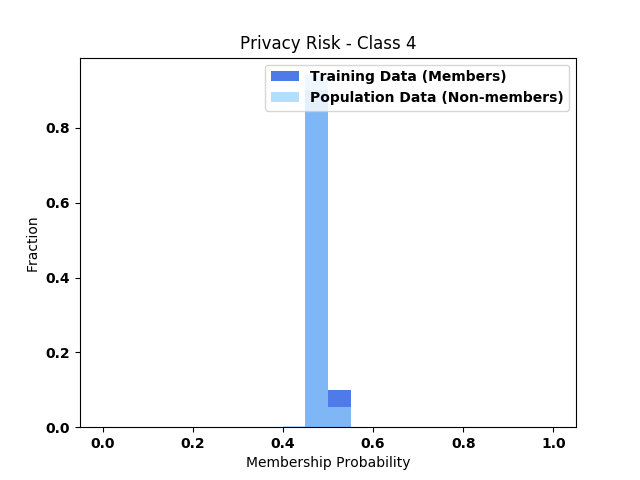 Privacy Risk - Class 4
Training Data (Members)
Population Data (Non-members)
0.8
0.6
0.4
0.2
0.0
Fraction
0.0 0.2 0.4 0.6 0.8 1.0
Membership Probability